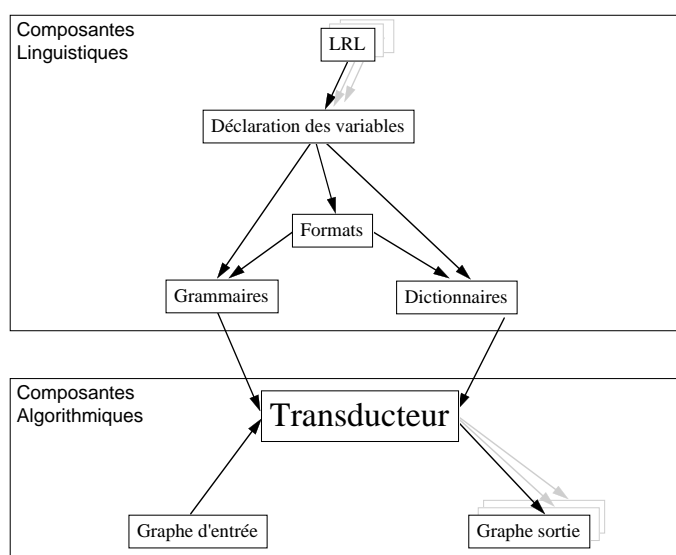 Composantes
Linguistiques
LRL
Déclaration des variables
Formats
Grammaires
Dictionnaires
Composantes
Algorithmiques
Transducteur
Graphe d'entrée
Graphe sortie